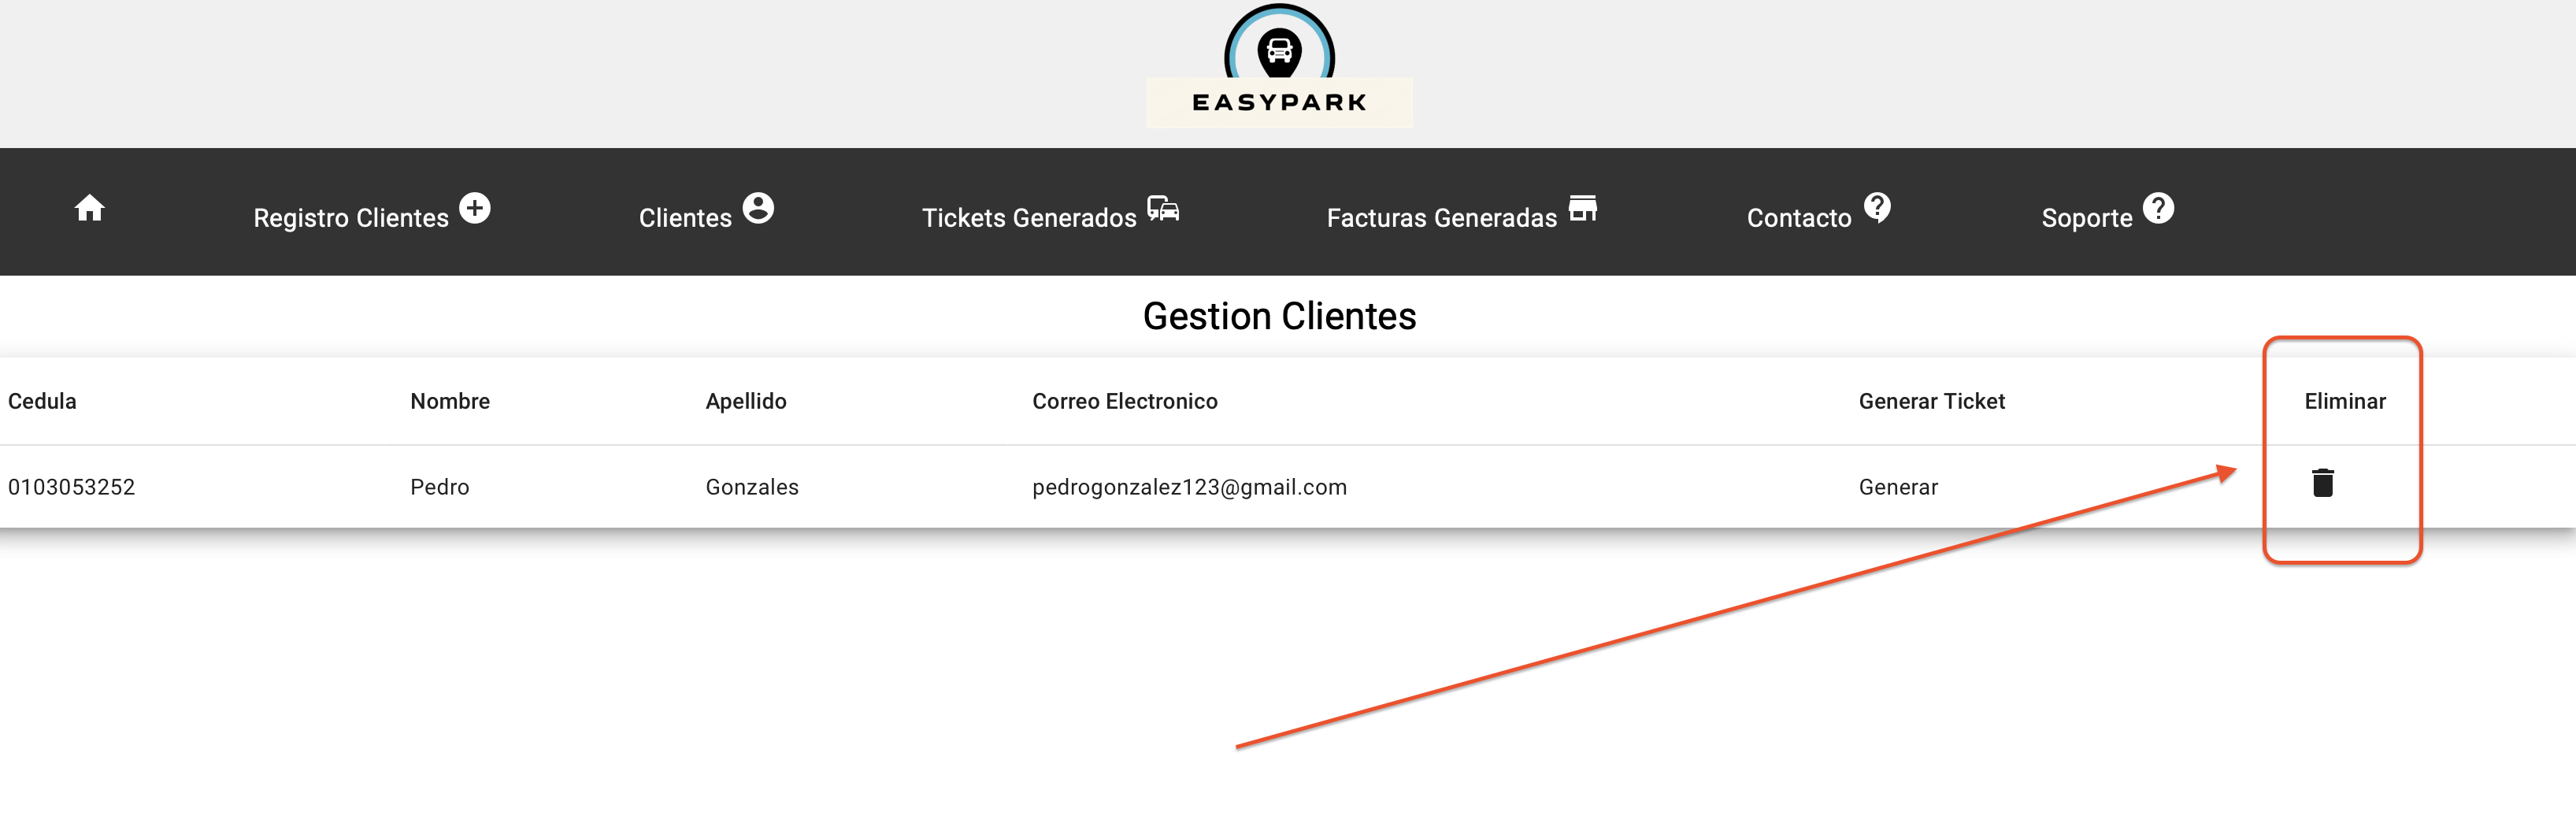 EASYPARK
Registro Clientes Clientes Tickets Generados Facturas Generadas Contacto Soporte
Gestion Clientes
Cedula Nombre Apellido Correo Electronico Generar Ticket Eliminar
0103053252 Pedro Gonzales pedrogonzalez123@gmail.com Generar